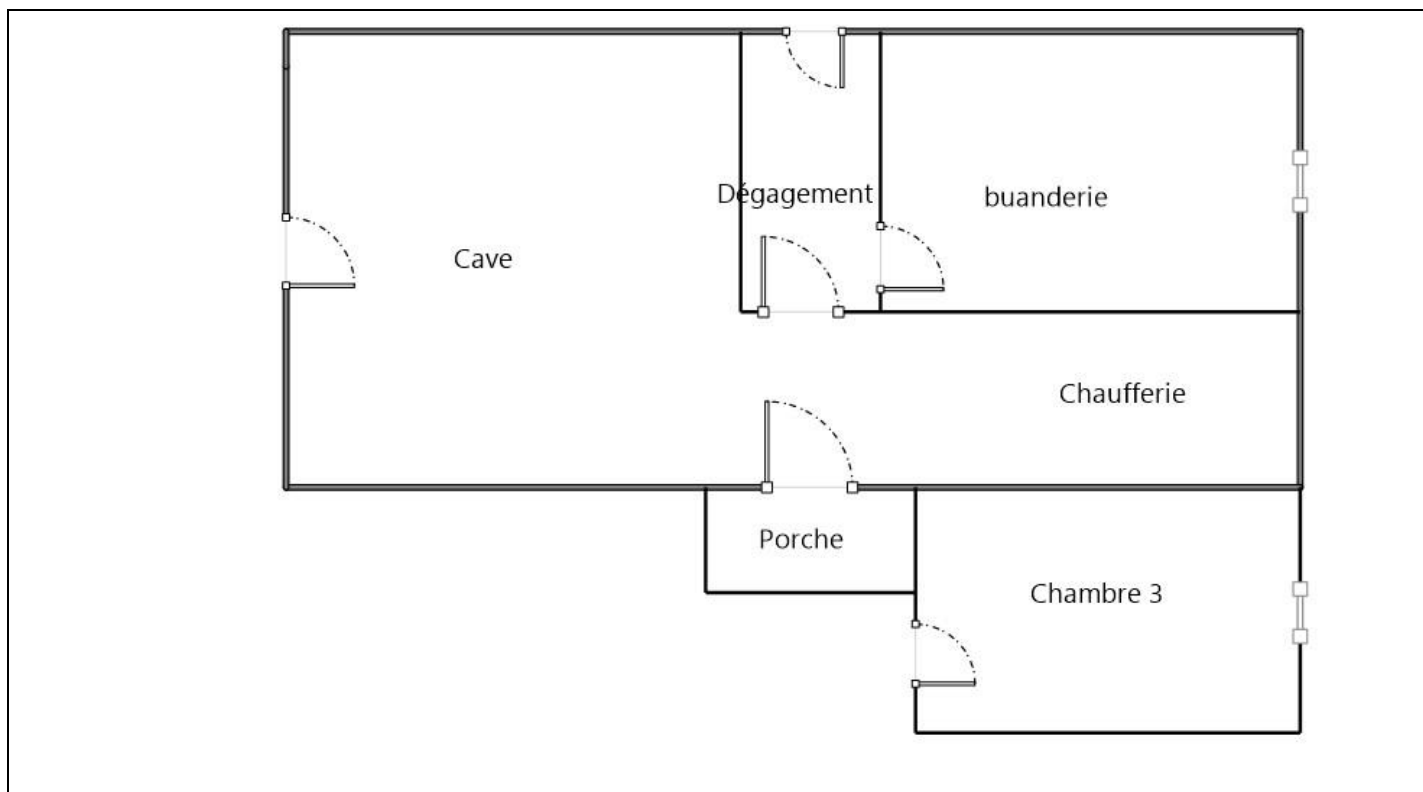 Dégagement
buanderie
Cave
Chaufferie
Porche
Chambre 3